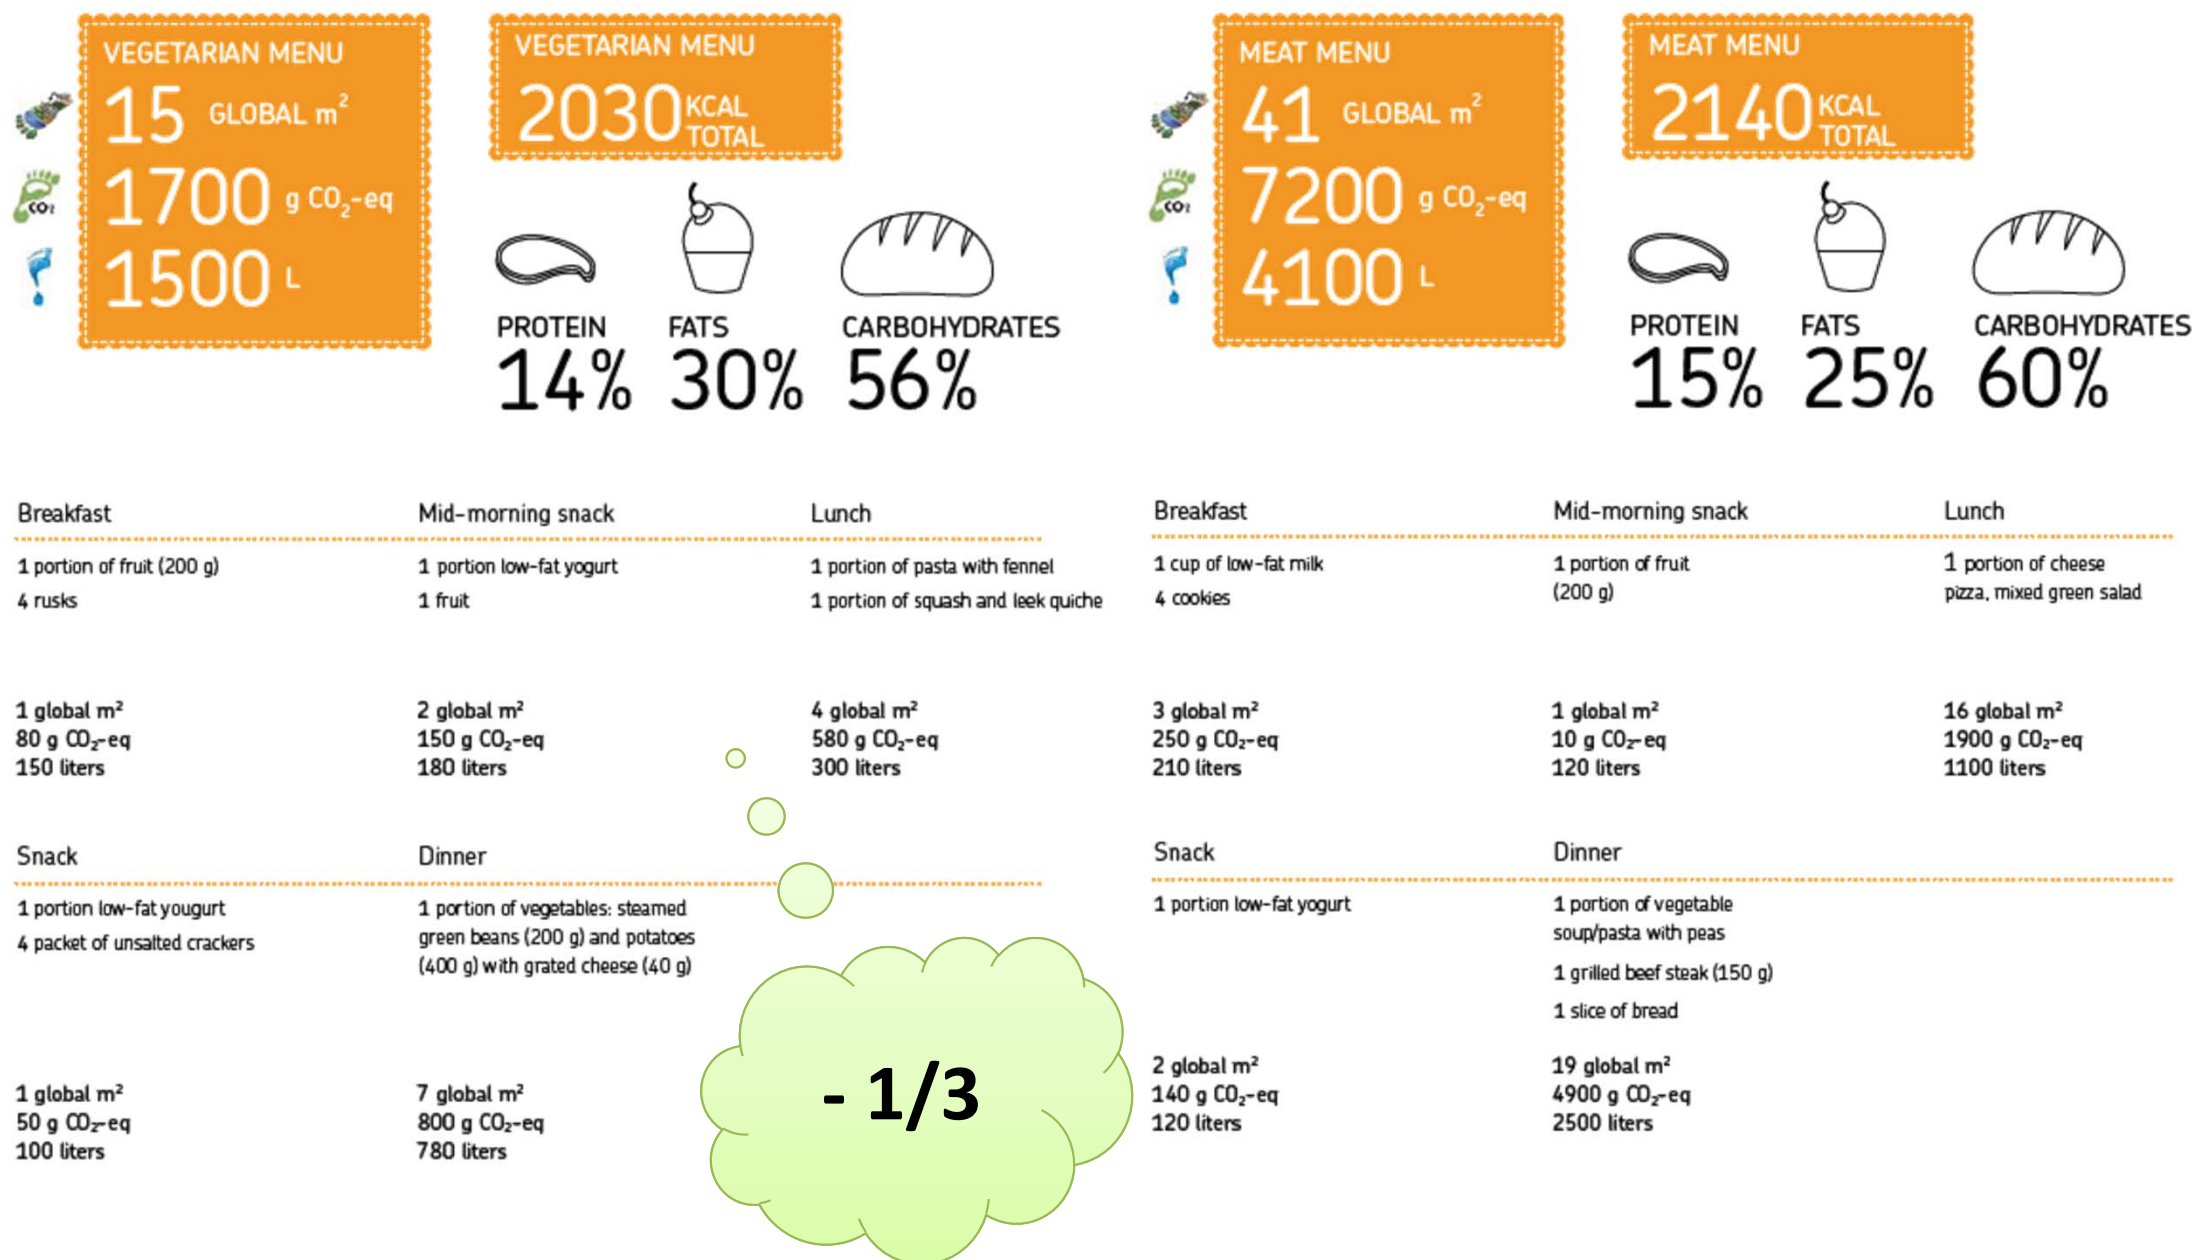 VEGETARIAN MENU
15 GLOBAL m²
CO₂
1700 g CO₂-eq
1500 L
VEGETARIAN MENU
2030 KCAL TOTAL
PROTEIN FATS CARBOHYDRATES
14% 30% 56%
Breakfast
1 portion of fruit (200 g)
4 rusks
1 global m²
80 g CO₂-eq
150 liters
Mid-morning snack
1 portion low-fat yogurt
1 fruit
2 global m²
150 g CO₂-eq
180 liters
Lunch
1 portion of pasta with fennel
1 portion of squash and leek quiche
4 global m²
580 g CO₂-eq
300 liters
Snack
1 portion low-fat yougurt
4 packet of unsalted crackers
1 global m²
50 g CO₂-eq
100 liters
Dinner
1 portion of vegetables: steamed
green beans (200 g) and potatoes
(400 g) with grated cheese (40 g)
7 global m²
800 g CO₂-eq
780 liters
- 1/3
MEAT MENU
41 GLOBAL m²
CO₂
7200 g CO₂-eq
4100 L
MEAT MENU
2140 KCAL TOTAL
PROTEIN FATS CARBOHYDRATES
15% 25% 60%
Breakfast
1 cup of low-fat milk
4 cookies
3 global m²
250 g CO₂-eq
210 liters
Mid-morning snack
1 portion of fruit
(200 g)
1 global m²
10 g CO₂-eq
120 liters
Lunch
1 portion of cheese
pizza, mixed green salad
16 global m²
1900 g CO₂-eq
1100 liters
Snack
1 portion low-fat yogurt
2 global m²
140 g CO₂-eq
120 liters
Dinner
1 portion of vegetable
soup/pasta with peas
1 grilled beef steak (150 g)
1 slice of bread
19 global m²
4900 g CO₂-eq
2500 liters